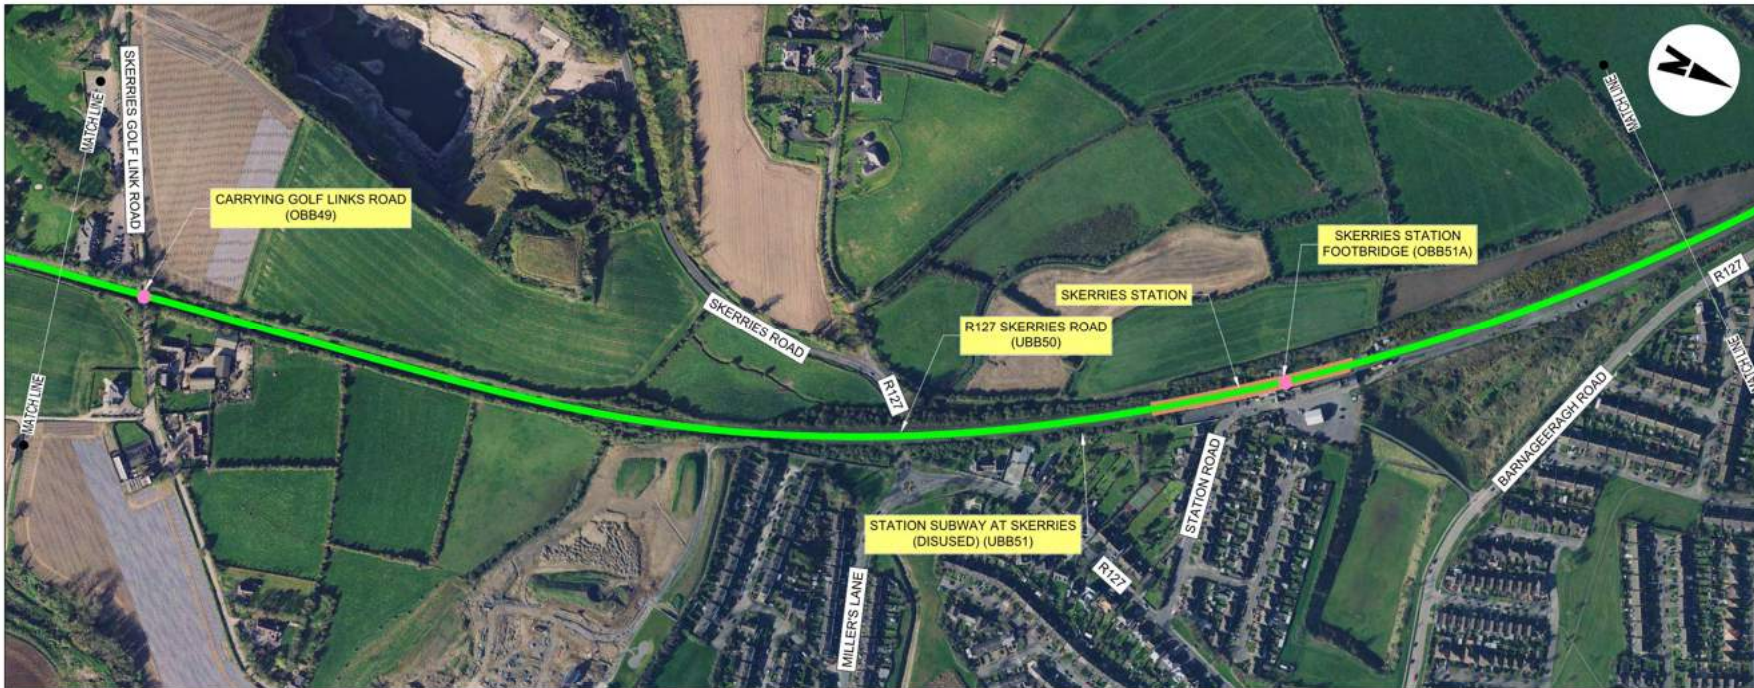 MATCH LINE
SKERRIES GOLF LINK ROAD
CARRYING GOLF LINKS ROAD
(OBB49)
MATCH LINE
SKERRIES ROAD
R127
R127 SKERRIES ROAD
(UBB50)
SKERRIES STATION
SKERRIES STATION
FOOTBRIDGE (OBB51A)
MATCH LINE
N
R127
MATCH LINE
BARNAGEERAGH ROAD
STATION ROAD
STATION SUBWAY AT SKERRIES
(DISUSED) (UBB51)
R127
MILLER'S LANE